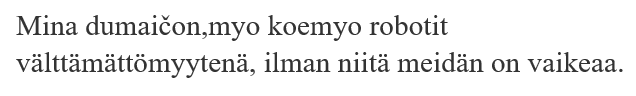 Mina dumaičon,myo koemyo robotit
välttämättömyytenä, ilman niitä meidän on vaikeaa.